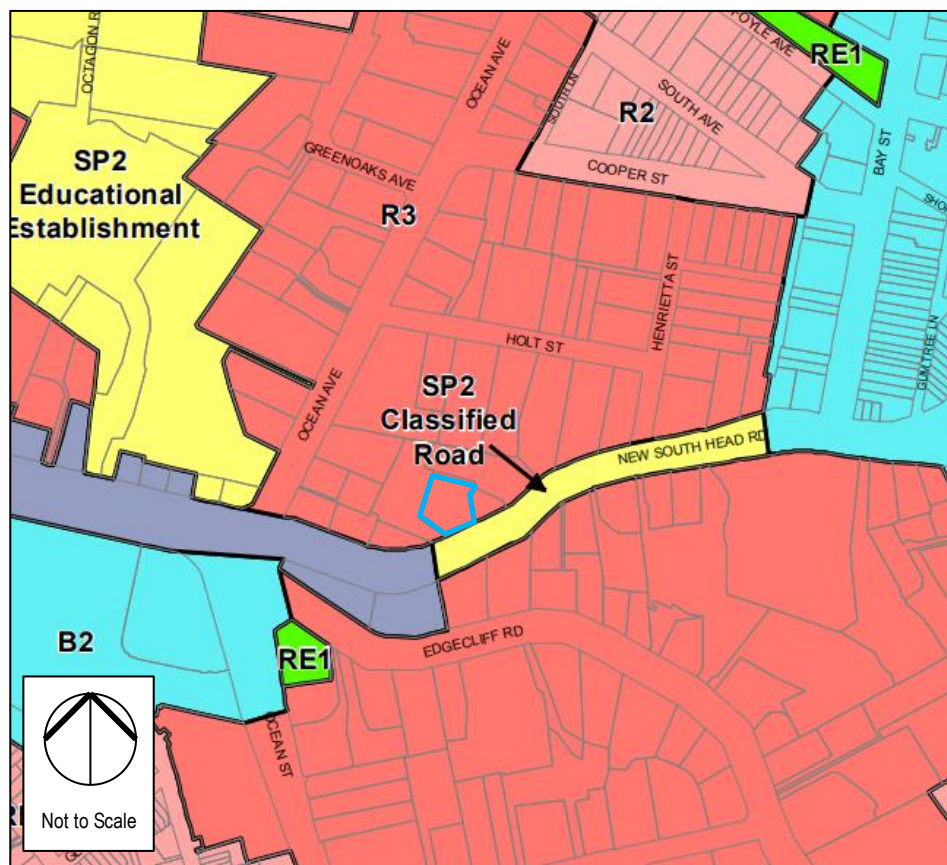 OCTAGON R
OCEAN AVE
FOYLE AVE
RE1
SOUTH LN
SOUTH AVE
R2
BAY ST
GREENOAKS AVE
COOPER ST
SP2
Educational
Establishment
R3
SHO
HENRIETTA ST
HOLT ST
GUMTREE LN
OCEAN AVE
SP2
Classified
Road
NEW SOUTH HEAD RD
B2
RE1
EDGECLIFF RD
OCEAN ST
Not to Scale